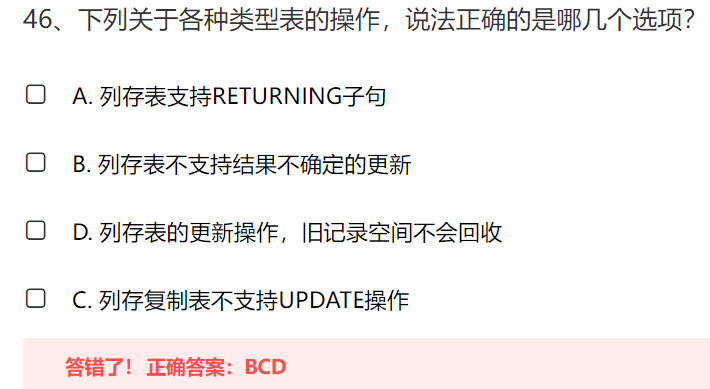 46、下列关于各种类型表的操作，说法正确的是哪几个选项？
A. 列存表支持RETURNING子句
B. 列存表不支持结果不确定的更新
D. 列存表的更新操作，旧记录空间不会回收
C. 列存复制表不支持UPDATE操作
答错了！正确答案：BCD